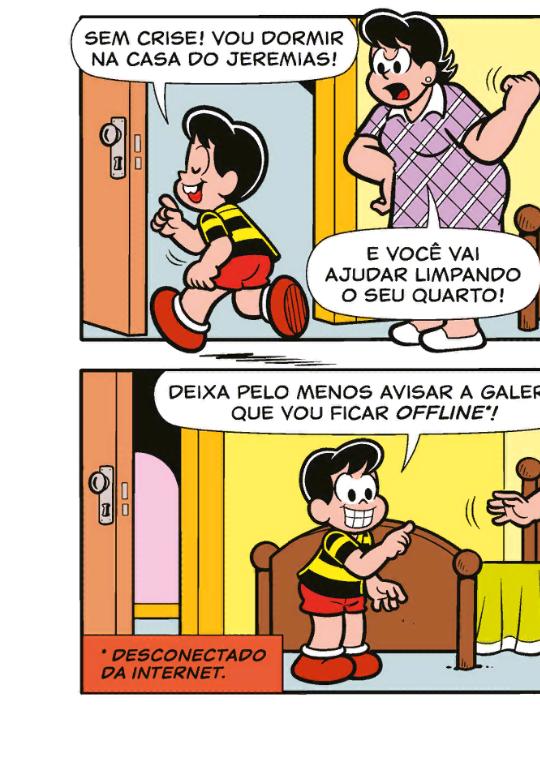 SEM CRISE! VOU DORMIR
NA CASA DO JEREMIAS!
E VOCÊ VAI
AJUDAR LIMPANDO
O SEU QUARTO!
DEIXA PELO MENOS AVISAR A GALER
QUE VOU FICAR OFFLINE*!
* DESCONECTADO
DA INTERNET.